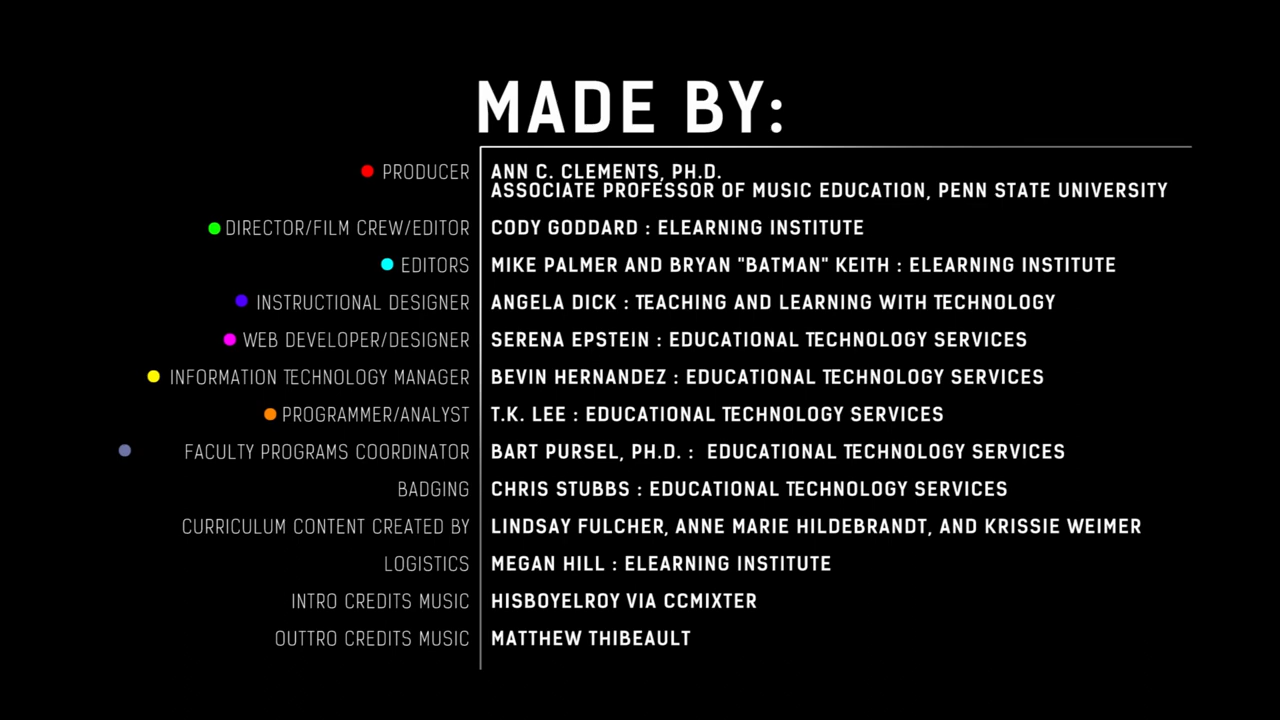 MADE BY:
PRODUCER ANN C. CLEMENTS, PH.D.
ASSOCIATE PROFESSOR OF MUSIC EDUCATION, PENN STATE UNIVERSITY
DIRECTOR/FILM CREW/EDITOR CODY GODDARD : ELEARNING INSTITUTE
EDITORS MIKE PALMER AND BRYAN "BATMAN" KEITH : ELEARNING INSTITUTE
INSTRUCTIONAL DESIGNER ANGELA DICK : TEACHING AND LEARNING WITH TECHNOLOGY
WEB DEVELOPER/DESIGNER SERENA EPSTEIN : EDUCATIONAL TECHNOLOGY SERVICES
INFORMATION TECHNOLOGY MANAGER BEVIN HERNANDEZ : EDUCATIONAL TECHNOLOGY SERVICES
PROGRAMMER/ANALYST T.K. LEE : EDUCATIONAL TECHNOLOGY SERVICES
FACULTY PROGRAMS COORDINATOR BART PURSEL, PH.D. : EDUCATIONAL TECHNOLOGY SERVICES
BADGING CHRIS STUBBS : EDUCATIONAL TECHNOLOGY SERVICES
CURRICULUM CONTENT CREATED BY LINDSAY FULCHER, ANNE MARIE HILDEBRANDT, AND KRISSIE WEIMER
LOGISTICS MEGAN HILL : ELEARNING INSTITUTE
INTRO CREDITS MUSIC HISBOYELROY VIA CCMIXTER
OUTTRO CREDITS MUSIC MATTHEW THIBEAULT